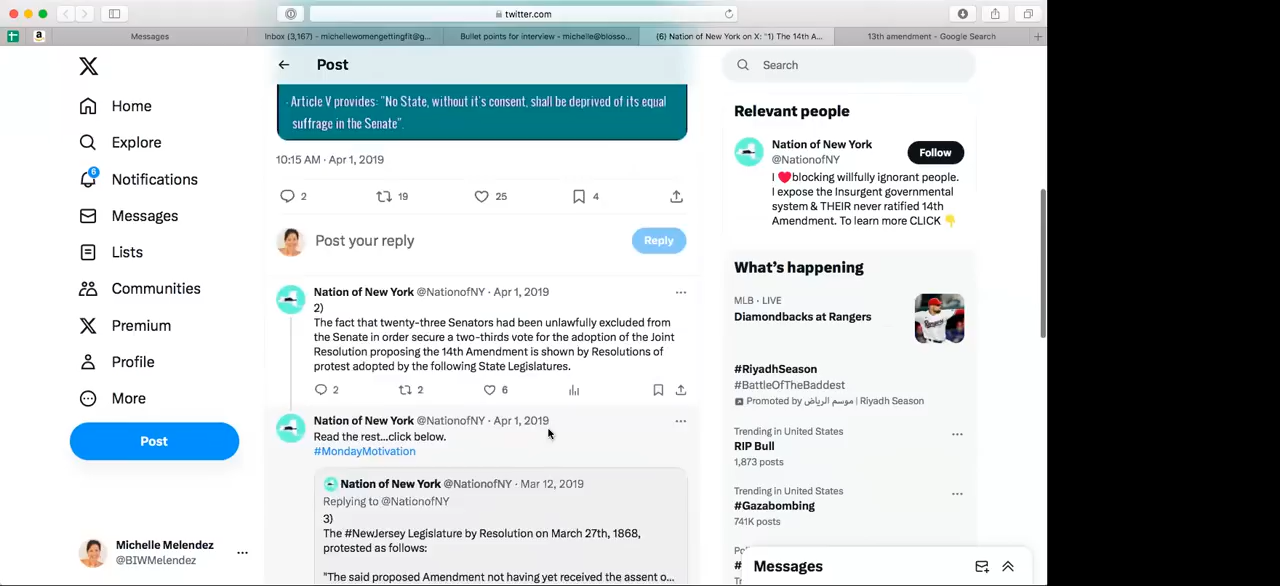 twitter.com
Messages
Inbox (3,167) - michellewomengettingfit@g...
Bullet points for interview - michelle@blosso...
(6) Nation of New York on X: "1) The 14th A...
13th amendment - Google Search
X
Home
Explore
6
Notifications
Messages
Lists
Communities
Premium
Profile
More
Post
Michelle Melendez
@BIWMelendez
Post
· Article V provides: "No State, without it's consent, shall be deprived of its equal
suffrage in the Senate".
10:15 AM · Apr 1, 2019
2 19 25 4
Post your reply
Reply
Nation of New York @NationofNY · Apr 1, 2019
2)
The fact that twenty-three Senators had been unlawfully excluded from
the Senate in order secure a two-thirds vote for the adoption of the Joint
Resolution proposing the 14th Amendment is shown by Resolutions of
protest adopted by the following State Legislatures.
2 2 6
Nation of New York @NationofNY · Apr 1, 2019
Read the rest...click below.
#MondayMotivation
Nation of New York @NationofNY · Mar 12, 2019
Replying to @NationofNY
3)
The #NewJersey Legislature by Resolution on March 27th, 1868,
protested as follows:
"The said proposed Amendment not having yet received the assent o...
Search
Relevant people
Nation of New York
@NationofNY
Follow
I ❤️blocking willfully ignorant people.
I expose the Insurgent governmental
system & THEIR never ratified 14th
Amendment. To learn more CLICK 👇
What's happening
MLB · LIVE
Diamondbacks at Rangers
#RiyadhSeason
#BattleOfTheBaddest
Promoted by موسم الرياض | Riyadh Season
Trending in United States
RIP Bull
1,873 posts
Trending in United States
#Gazabombing
741K posts
Messages